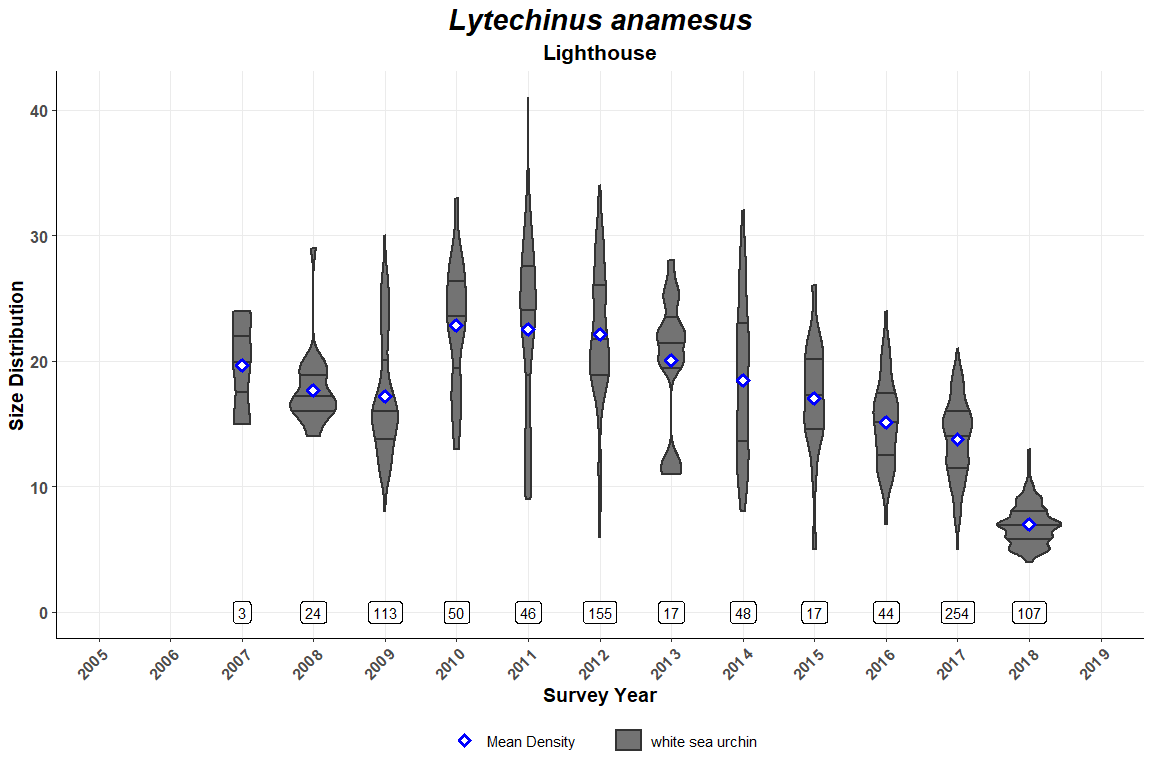 Lytechinus anamesus
Lighthouse
Size Distribution
40
30
20
10
0
3 24 113 50 46 155 17 48 17 44 254 107
2005 2006 2007 2008 2009 2010 2011 2012 2013 2014 2015 2016 2017 2018 2019
Survey Year
Mean Density white sea urchin